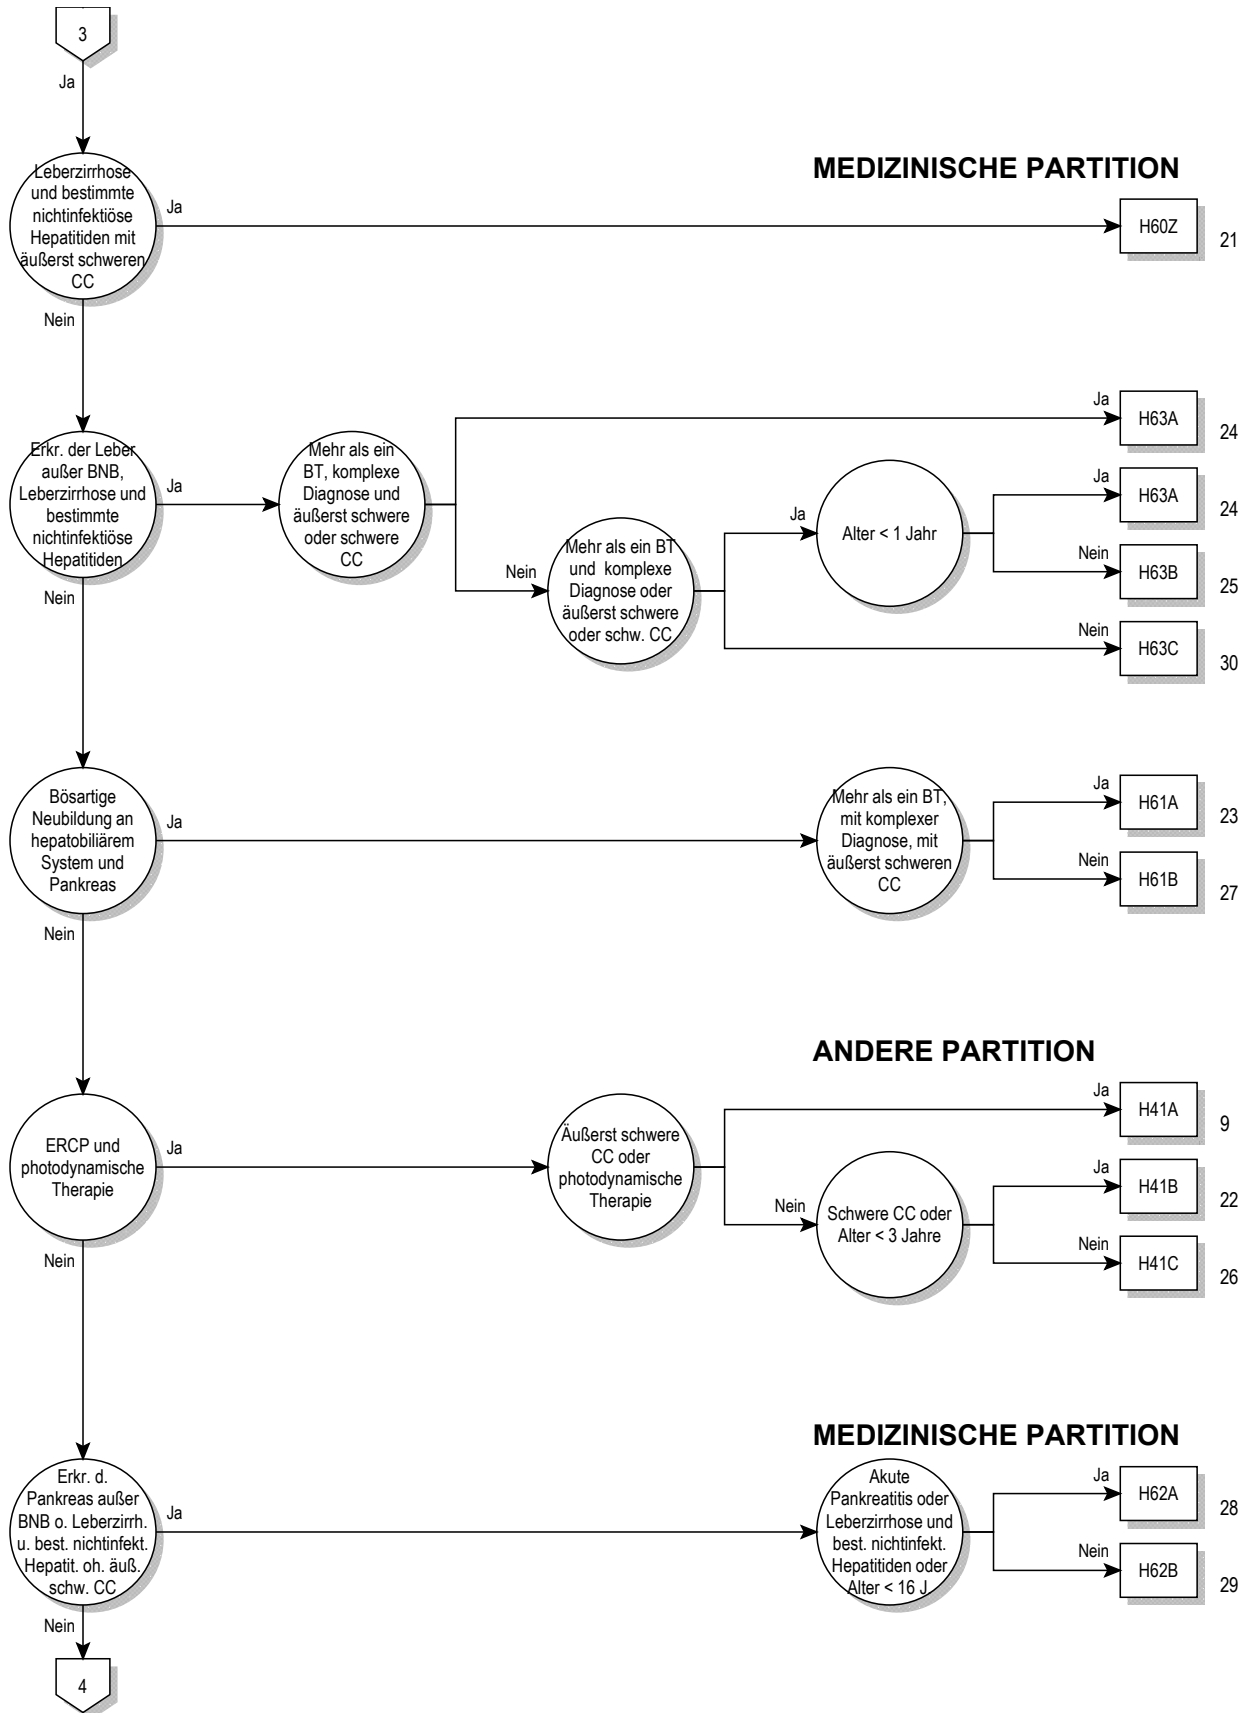 3
Ja
MEDIZINISCHE PARTITION
Leberzirrhose
und bestimmte
nichtinfektiöse
Hepatitiden mit
äußerst schweren
CC
Ja
H60Z
21
Nein
Erkr. der Leber
außer BNB,
Leberzirrhose und
bestimmte
nichtinfektiöse
Hepatitiden
Ja
Mehr als ein
BT, komplexe
Diagnose und
äußerst schwere
oder schwere
CC
Ja
H63A
24
Nein
Mehr als ein BT
und komplexe
Diagnose oder
äußerst schwere
oder schw. CC
Ja
Alter < 1 Jahr
Ja
H63A
24
Nein
H63B
25
Nein
H63C
30
Nein
Bösartige
Neubildung an
hepatobiliärem
System und
Pankreas
Ja
Mehr als ein BT,
mit komplexer
Diagnose, mit
äußerst schweren
CC
Ja
H61A
23
Nein
H61B
27
Nein
ANDERE PARTITION
ERCP und
photodynamische
Therapie
Ja
Äußerst schwere
CC oder
photodynamische
Therapie
Ja
H41A
9
Nein
Schwere CC oder
Alter < 3 Jahre
Ja
H41B
22
Nein
H41C
26
Nein
MEDIZINISCHE PARTITION
Erkr. d.
Pankreas außer
BNB o. Leberzirrh.
u. best. nichtinfekt.
Hepatit. oh. äuß.
schw. CC
Ja
Akute
Pankreatitis oder
Leberzirrhose und
best. nichtinfekt.
Hepatitiden oder
Alter < 16 J
Ja
H62A
28
Nein
H62B
29
Nein
4